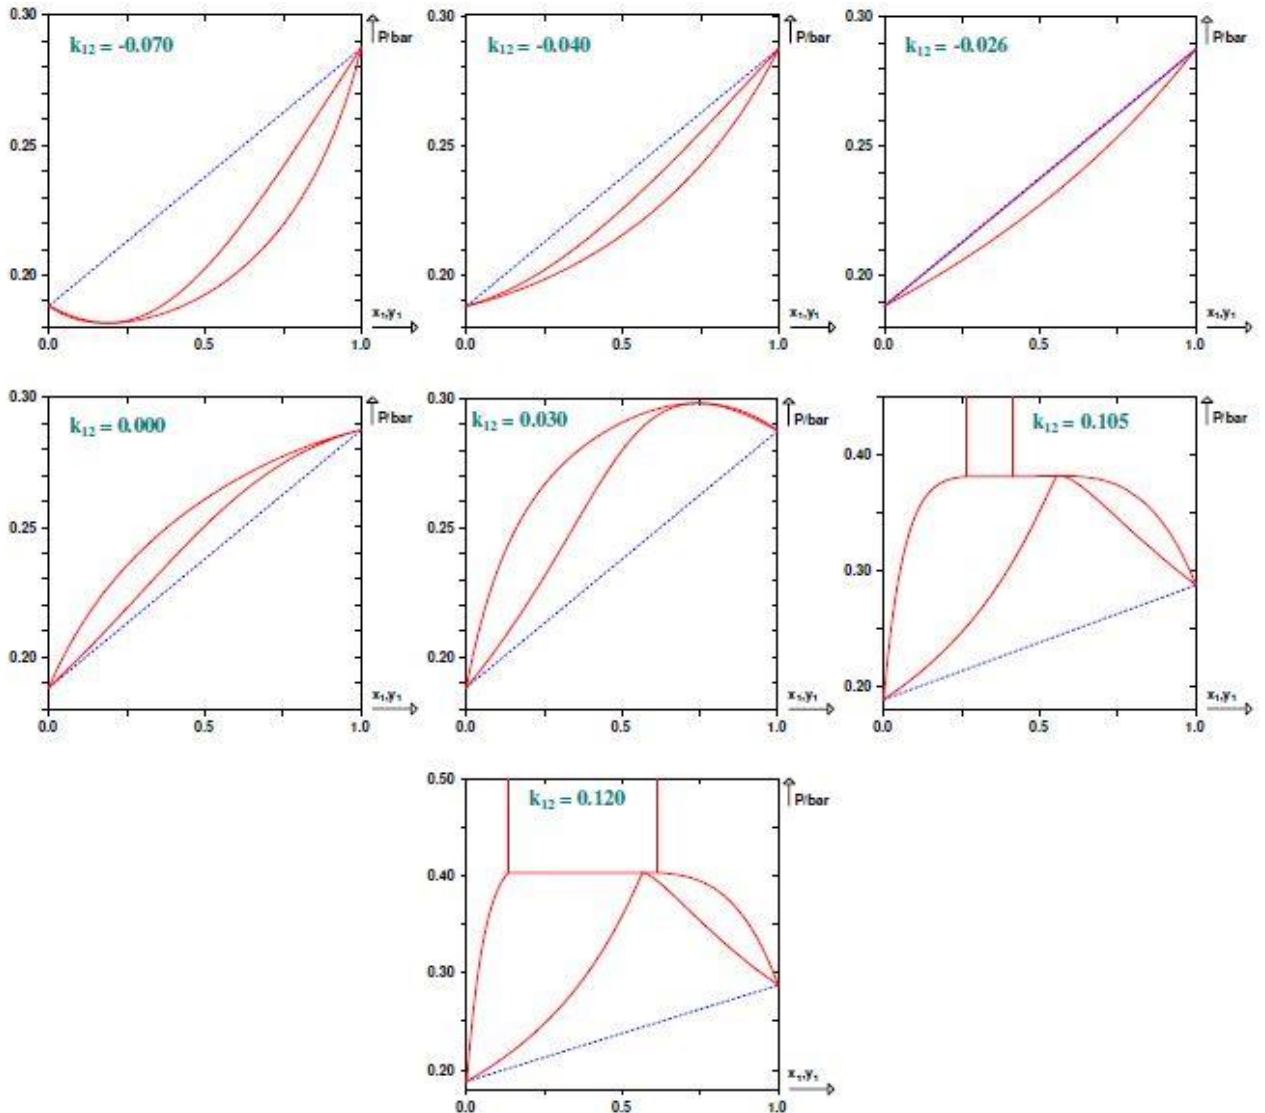 0.30
k₁₂ = -0.070
P/bar
0.25
0.20
x₁,y₁
0.0
0.5
1.0
0.30
k₁₂ = -0.040
P/bar
0.25
0.20
x₁,y₁
0.0
0.5
1.0
0.30
k₁₂ = -0.026
P/bar
0.25
0.20
x₁,y₁
0.0
0.5
1.0
0.30
k₁₂ = 0.000
P/bar
0.25
0.20
x₁,y₁
0.0
0.5
1.0
0.30
k₁₂ = 0.030
P/bar
0.25
0.20
x₁,y₁
0.0
0.5
1.0
k₁₂ = 0.105
P/bar
0.40
0.30
0.20
x₁,y₁
0.0
0.5
1.0
0.50
k₁₂ = 0.120
P/bar
0.40
0.30
0.20
x₁,y₁
0.0
0.5
1.0